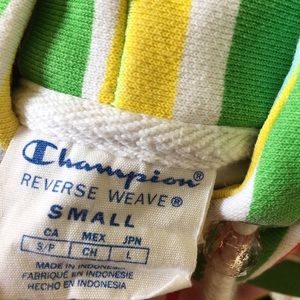 Champion®
REVERSE WEAVE®
SMALL
CA MEX JPN
S/P CH L
MADE IN INDONESIA
FABRIQUÉ EN INDONÉSIE
HECHO EN INDONESIA